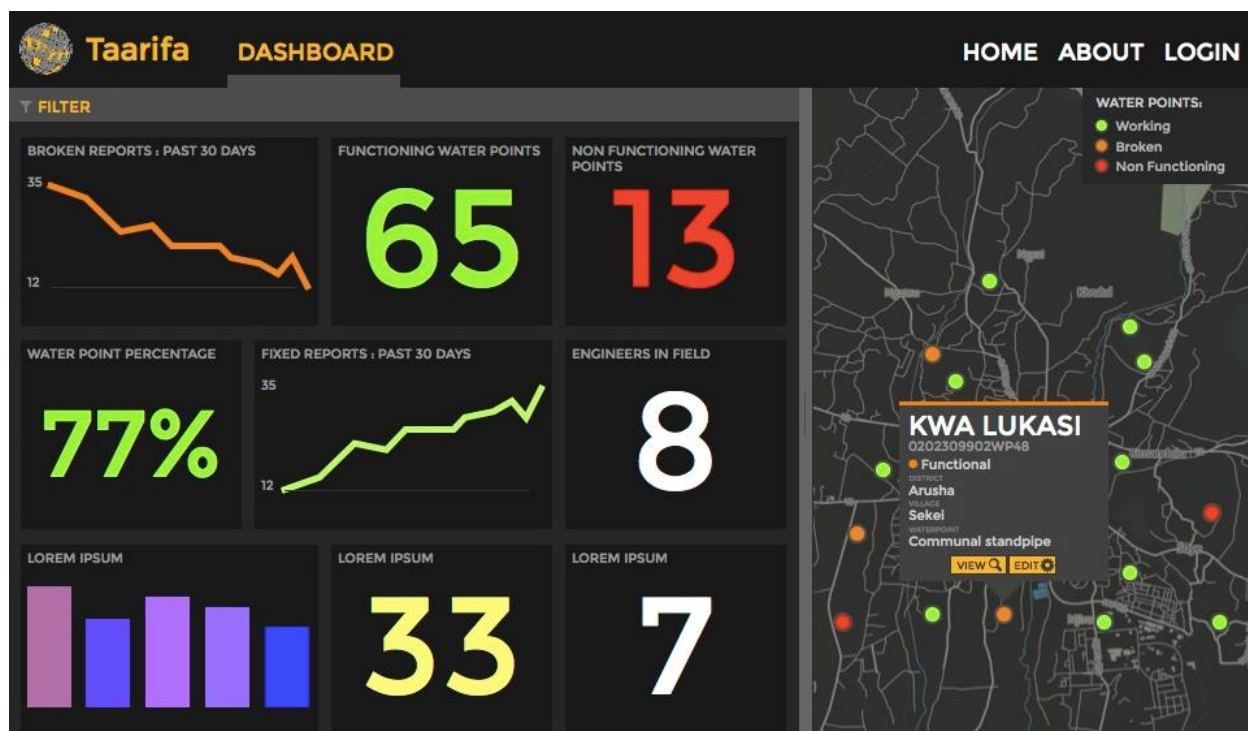 Taarifa
DASHBOARD
HOME ABOUT LOGIN
FILTER
BROKEN REPORTS : PAST 30 DAYS
35
12
FUNCTIONING WATER POINTS
65
NON FUNCTIONING WATER
POINTS
13
WATER POINT PERCENTAGE
77%
FIXED REPORTS : PAST 30 DAYS
35
12
ENGINEERS IN FIELD
8
LOREM IPSUM
LOREM IPSUM
33
LOREM IPSUM
7
WATER POINTS:
Working
Broken
Non Functioning
KWA LUKASI
0202309902WP48
Functional
DISTRICT
Arusha
VILLAGE
Sekei
WATERPOINT
Communal standpipe
VIEW EDIT